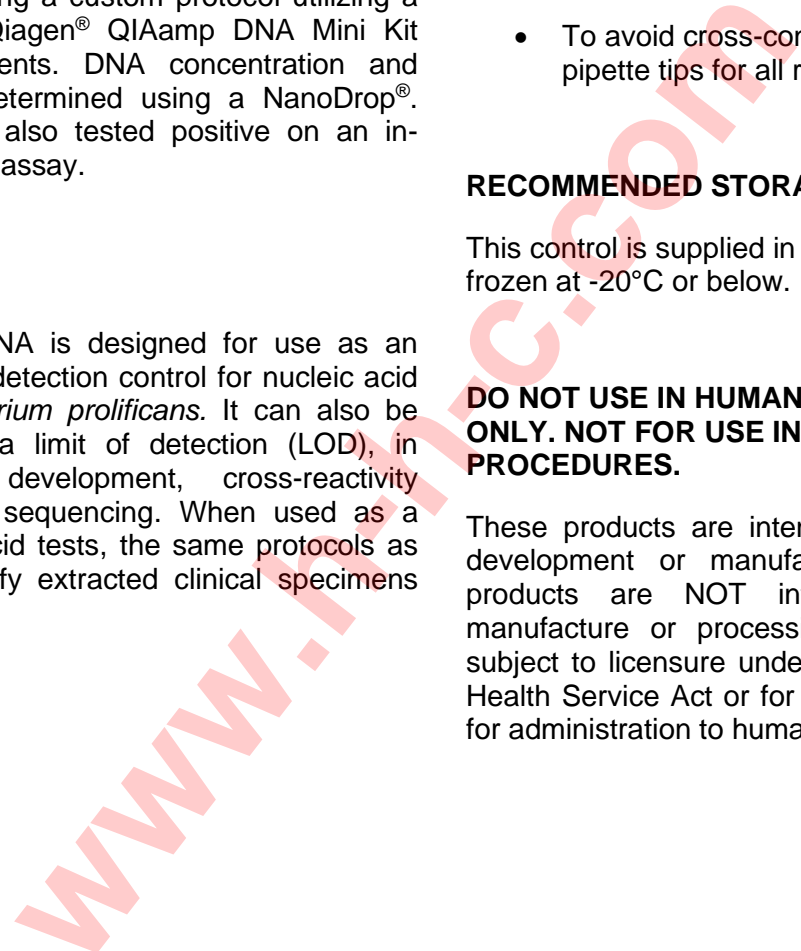 ng a custom protocol utilizing a
Qiagen® QIAamp DNA Mini Kit
ents. DNA concentration and
etermined using a NanoDrop®.
also tested positive on an in-
assay.
NA is designed for use as an
detection control for nucleic acid
rium prolificans. It can also be
a limit of detection (LOD), in
development, cross-reactivity
sequencing. When used as a
cid tests, the same protocols as
fy extracted clinical specimens
• To avoid cross-con
pipette tips for all r
RECOMMENDED STORA
This control is supplied in
frozen at -20°C or below.
DO NOT USE IN HUMAN
ONLY. NOT FOR USE IN
PROCEDURES.
These products are inter
development or manufa
products are NOT in
manufacture or process
subject to licensure unde
Health Service Act or for
for administration to huma
www.h-h-c.com